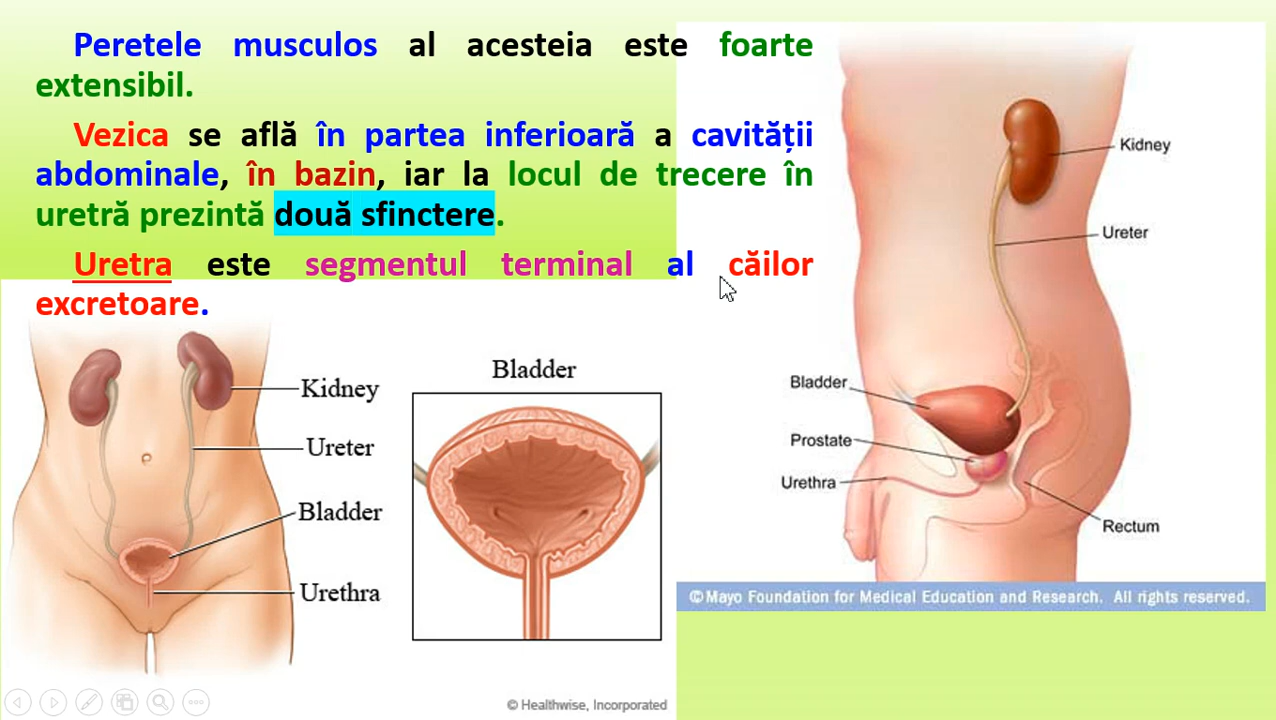 Peretele musculos al acesteia este foarte
extensibil.
Vezica se află în partea inferioară a cavității
abdominale, în bazin, iar la locul de trecere în
uretră prezintă două sfinctere.
Uretra este segmentul terminal al căilor
excretoare.
Kidney
Ureter
Bladder
Urethra
Bladder
© Healthwise, Incorporated
Kidney
Ureter
Bladder
Prostate
Urethra
Rectum
©Mayo Foundation for Medical Education and Research. All rights reserved.